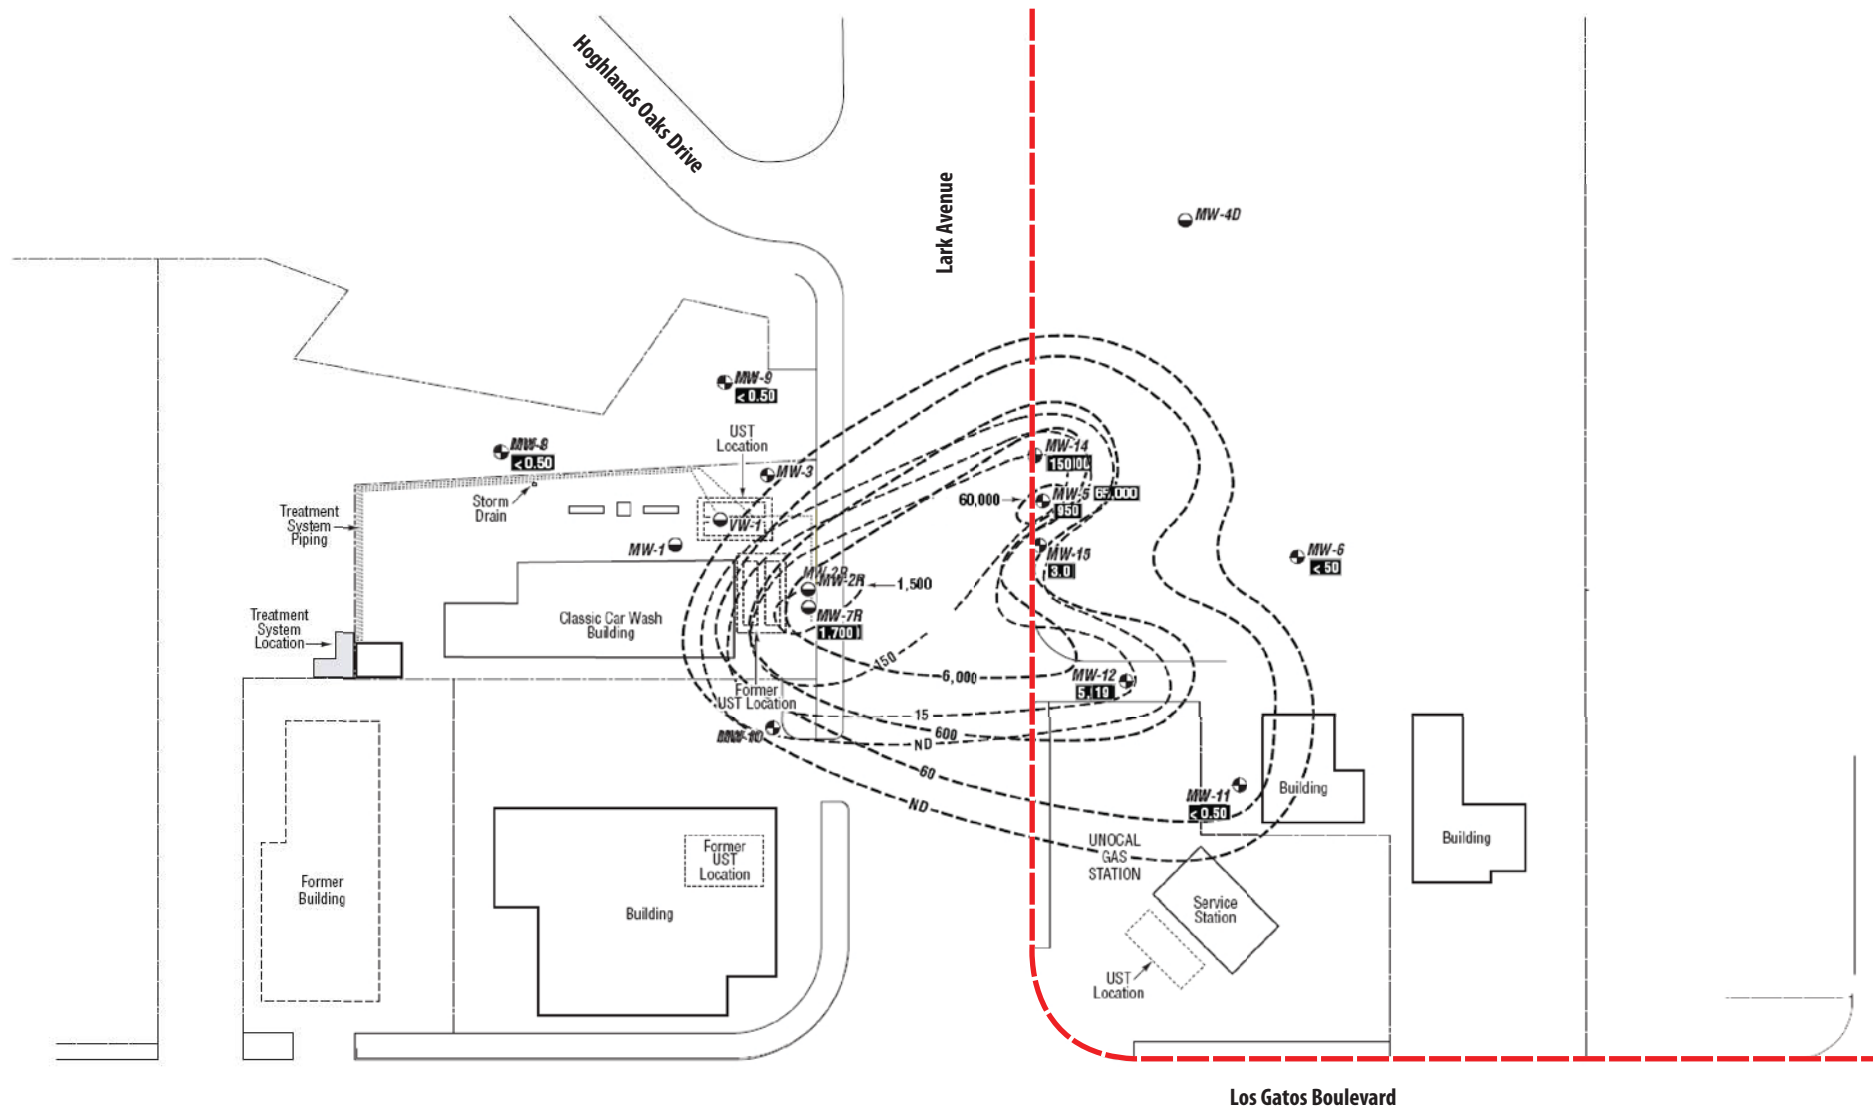 Hoghlands Oaks Drive
Lark Avenue
MW-4D
MW-9
< 0.50
UST
Location
MW-8
< 0.50
MW-3
MW-14
Storm
Drain
Treatment
System
Piping
VW-1
60,000
MW-5
65,000
950
MW-1
MW-15
3.0
MW-6
< 50
MW-2R
1,500
Treatment
System
Location
Classic Car Wash
Building
MW-7R
1,700
150
6,000
MW-12
Former
UST Location
15
600
ND
60
ND
MW-11
< 0.50
Building
Building
UNOCAL
GAS
STATION
Former
UST
Location
Former
Building
Building
Service
Station
UST
Location
Los Gatos Boulevard